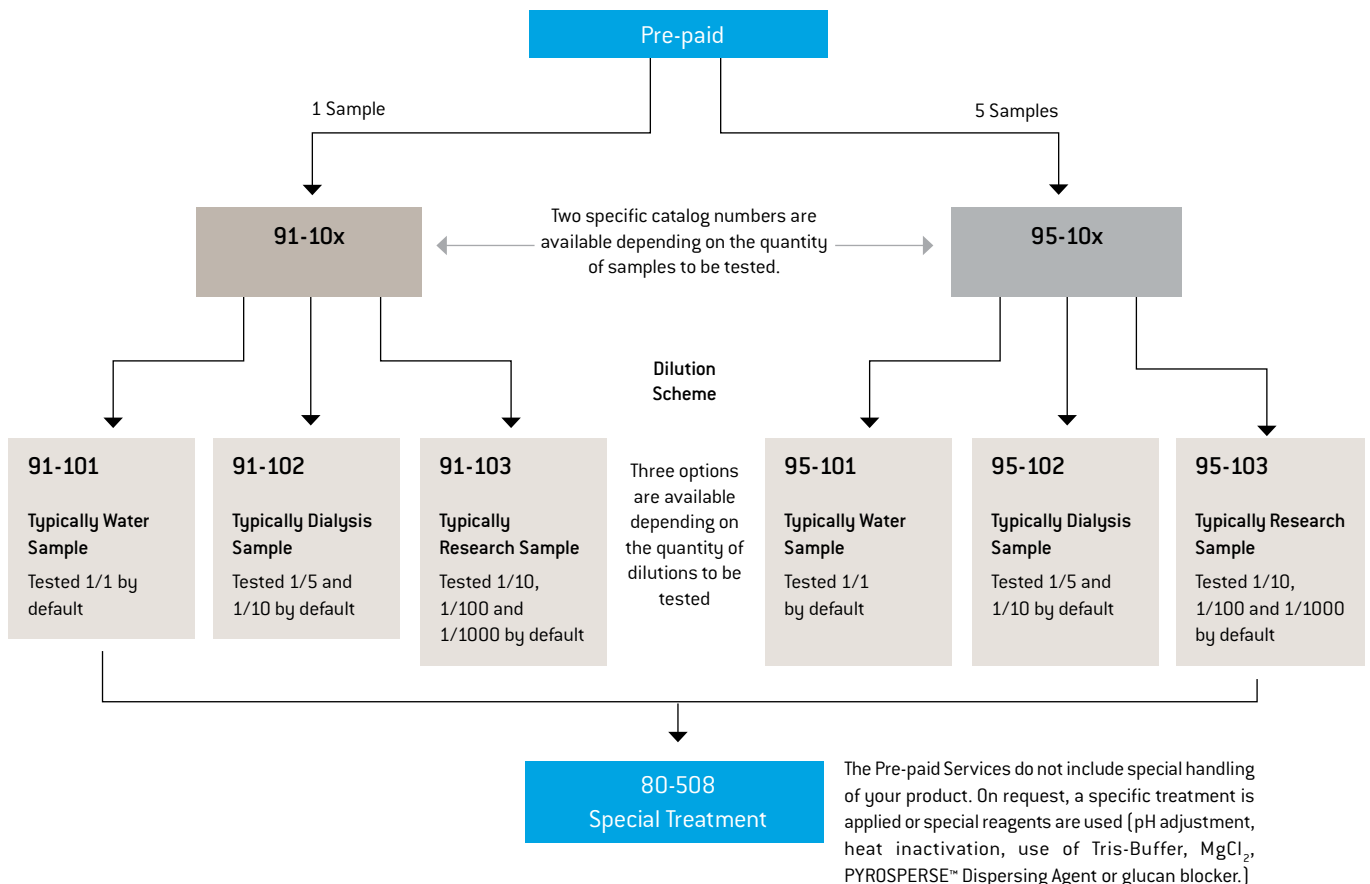 Pre-paid
1 Sample
5 Samples
91-10x
Two specific catalog numbers are
available depending on the quantity
of samples to be tested.
95-10x
Dilution
Scheme
91-101
Typically Water
Sample
Tested 1/1 by
default
91-102
Typically Dialysis
Sample
Tested 1/5 and
1/10 by default
91-103
Typically
Research Sample
Tested 1/10,
1/100 and
1/1000 by default
Three options
are available
depending on
the quantity of
dilutions to be
tested
95-101
Typically Water
Sample
Tested 1/1
by default
95-102
Typically Dialysis
Sample
Tested 1/5 and
1/10 by default
95-103
Typically Research
Sample
Tested 1/10,
1/100 and 1/1000
by default
80-508
Special Treatment
The Pre-paid Services do not include special handling
of your product. On request, a specific treatment is
applied or special reagents are used (pH adjustment,
heat inactivation, use of Tris-Buffer, MgCl₂,
PYROSPERSE™ Dispersing Agent or glucan blocker.)